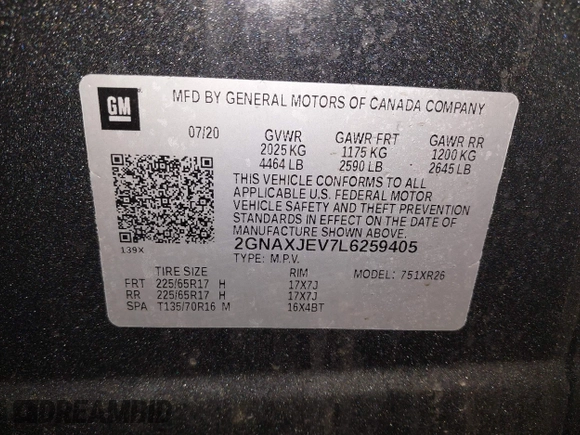 GM
MFD BY GENERAL MOTORS OF CANADA COMPANY
07/20 GVWR GAWR FRT GAWR RR
2025 KG 1175 KG 1200 KG
4464 LB 2590 LB 2645 LB
THIS VEHICLE CONFORMS TO ALL
APPLICABLE U.S. FEDERAL MOTOR
VEHICLE SAFETY AND THEFT PREVENTION
STANDARDS IN EFFECT ON THE DATE OF
MANUFACTURE SHOWN ABOVE.
139X 2GNAXJEV7L6259405
TYPE: M.P.V. MODEL: 751XR26
TIRE SIZE RIM
FRT 225/65R17 H 17X7J
RR 225/65R17 H 17X7J
SPA T135/70R16 M 16X4BT
DREAMBID